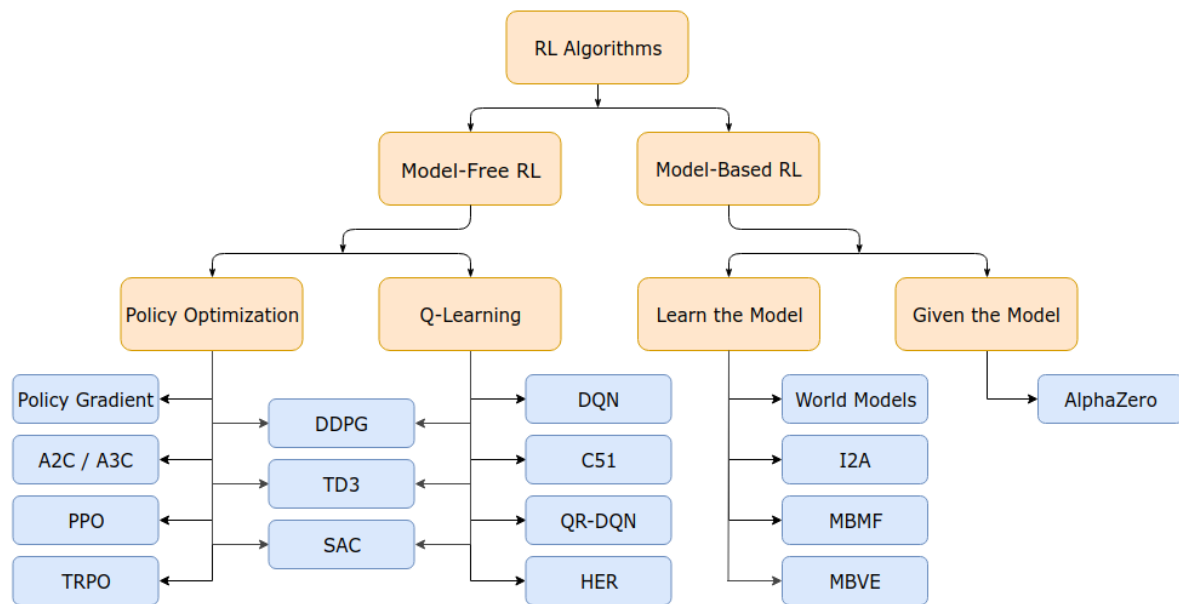 RL Algorithms
Model-Free RL
Model-Based RL
Policy Optimization
Q-Learning
Learn the Model
Given the Model
Policy Gradient
DQN
World Models
AlphaZero
DDPG
A2C / A3C
C51
I2A
TD3
PPO
QR-DQN
MBMF
SAC
TRPO
HER
MBVE